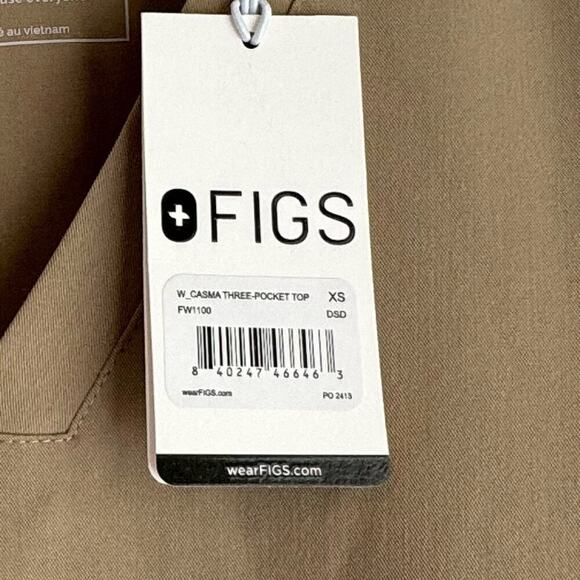 au vietnam
FIGS
W_CASMA THREE-POCKET TOP XS
FW1100 DSD
8 40247 46646 3
wearFIGS.com PO 2413
wearFIGS.com